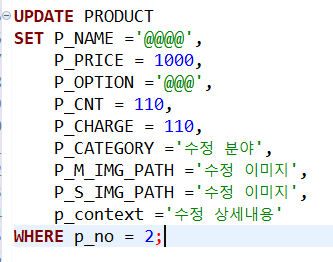 UPDATE PRODUCT
SET P_NAME ='@@@@',
P_PRICE = 1000,
P_OPTION ='@@@',
P_CNT = 110,
P_CHARGE = 110,
P_CATEGORY ='수정 분야',
P_M_IMG_PATH ='수정 이미지',
P_S_IMG_PATH ='수정 이미지',
p_context ='수정 상세내용'
WHERE p_no = 2;